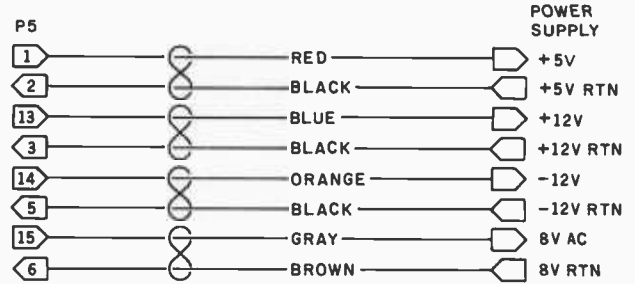 P5
POWER
SUPPLY
1 RED +5V
2 BLACK +5V RTN
13 BLUE +12V
3 BLACK +12V RTN
14 ORANGE -12V
5 BLACK -12V RTN
15 GRAY 8V AC
6 BROWN 8V RTN